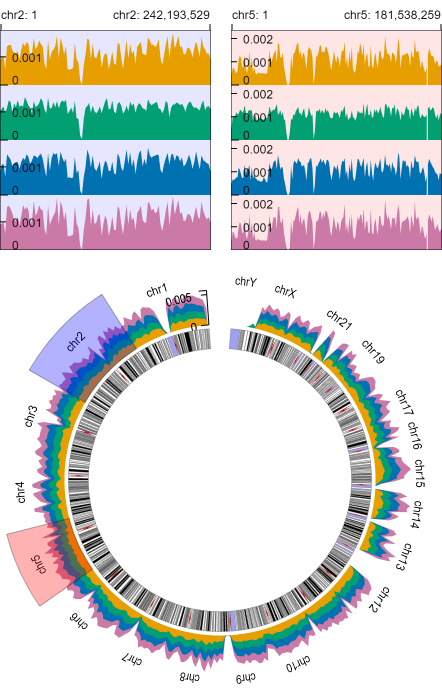 chr2: 1 chr2: 242,193,529 chr5: 1 chr5: 181,538,259
0.002
0.001 0.001
0 0
0.002
0.001 0.001
0 0
0.002
0.001 0.001
0 0
0.002
0.001 0.001
0 0
chrY
chrX
chr1
0.005
0
chr21
chr2
chr19
chr3
chr17
chr16
chr4
chr15
chr14
chr5
chr13
chr6
chr12
chr7
chr8
chr9
chr10